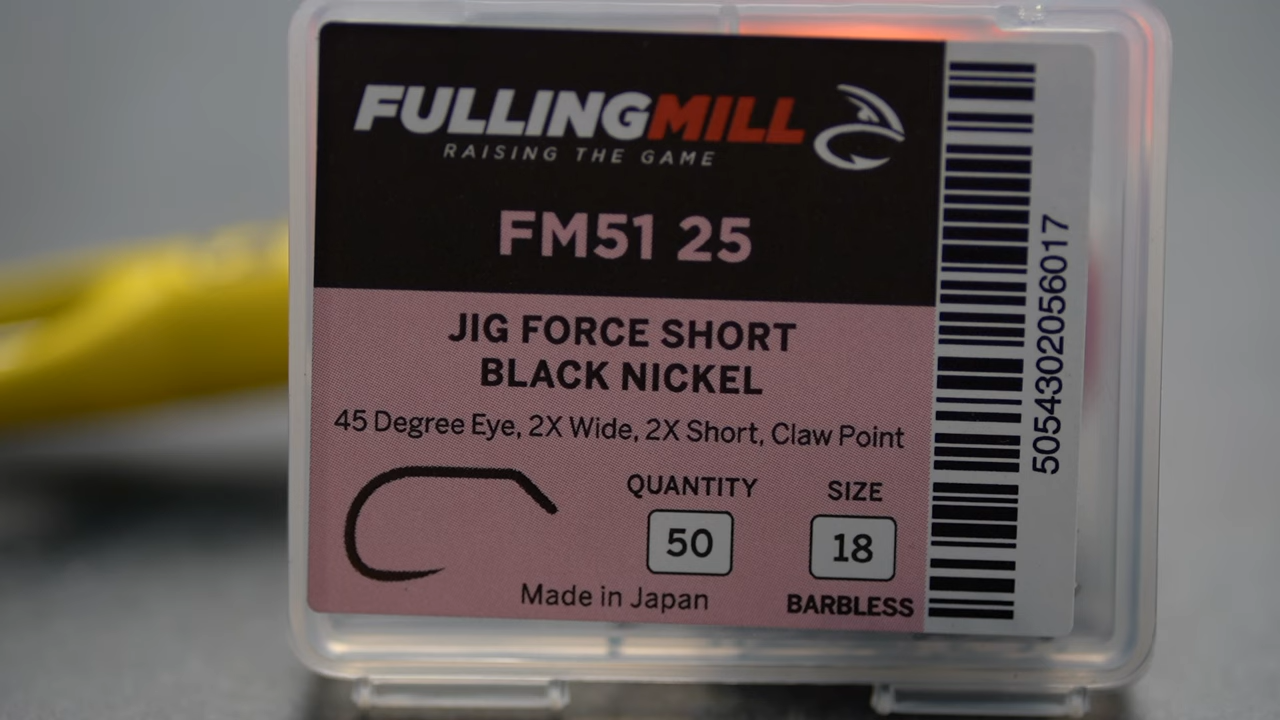 FULLINGMILL
RAISING THE GAME
FM51 25
JIG FORCE SHORT
BLACK NICKEL
45 Degree Eye, 2X Wide, 2X Short, Claw Point
QUANTITY
50
SIZE
18
Made in Japan
BARBLESS
5054302056017